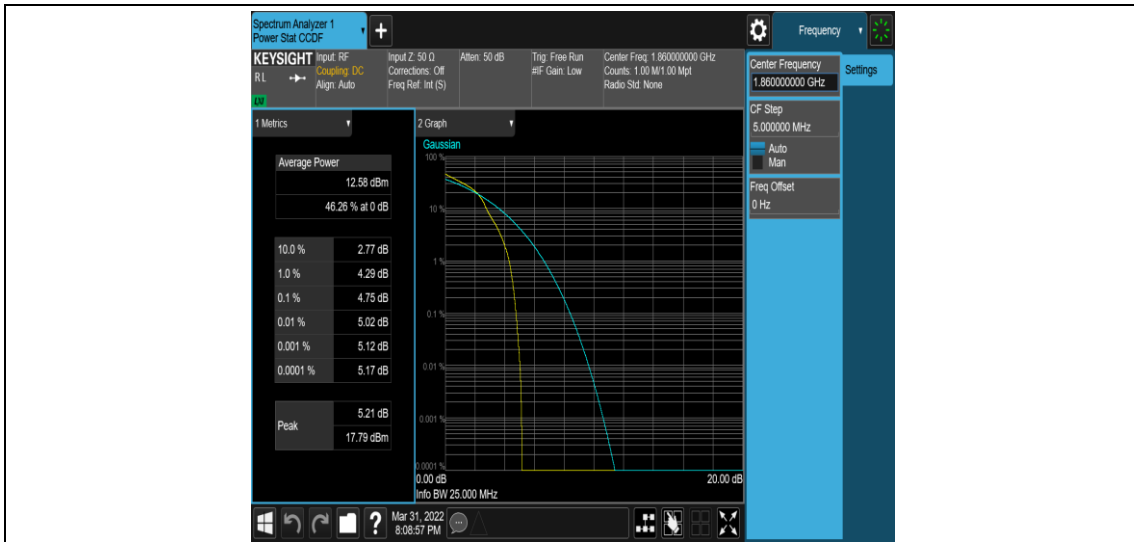 Spectrum Analyzer 1
Power Stat CCDF
Frequency
KEYSIGHT
RL
Input: RF
Coupling: DC
Align: Auto
Input Z: 50 Ω
Corrections: Off
Freq Ref: Int (S)
Atten: 50 dB
Trig: Free Run
#IF Gain: Low
Center Freq: 1.860000000 GHz
Counts: 1.00 M/1.00 Mpt
Radio Std: None
Center Frequency
1.860000000 GHz
Settings
CF Step
5.000000 MHz
Auto
Man
Freq Offset
0 Hz
1 Metrics
Average Power
12.58 dBm
46.26 % at 0 dB
10.0 % 2.77 dB
1.0 % 4.29 dB
0.1 % 4.75 dB
0.01 % 5.02 dB
0.001 % 5.12 dB
0.0001 % 5.17 dB
Peak
5.21 dB
17.79 dBm
2 Graph
Gaussian
100 %
10 %
1 %
0.1 %
0.01 %
0.001 %
0.0001 %
0.00 dB 20.00 dB
Info BW 25.000 MHz
Mar 31, 2022
8:08:57 PM